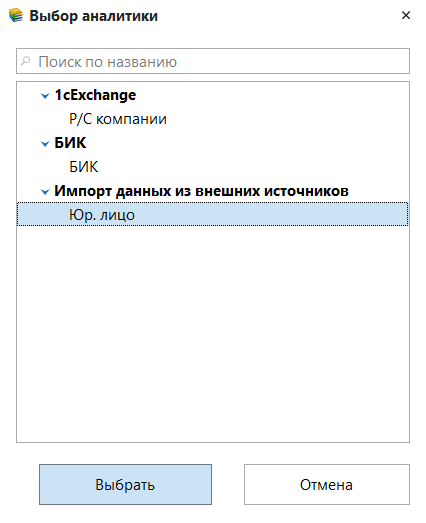 Выбор аналитики
Поиск по названию
1cExchange
Р/С компании
БИК
БИК
Импорт данных из внешних источников
Юр. лицо
Выбрать
Отмена